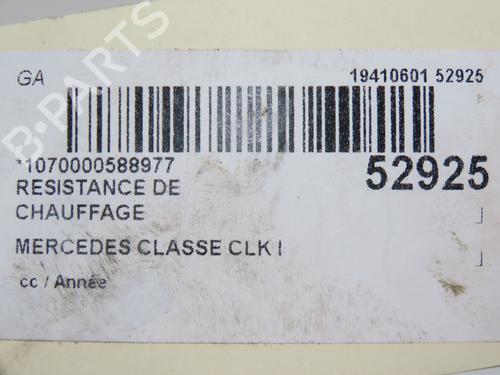 GA
19410601 52925
*1070000588977
52925
RESISTANCE DE
CHAUFFAGE
MERCEDES CLASSE CLK I
cc / Année
B-PARTS